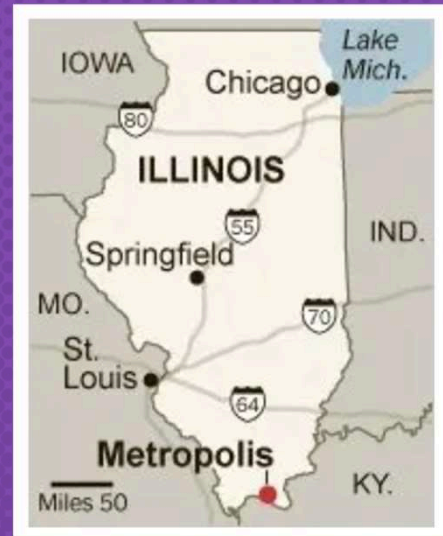 Lake
Mich.
IOWA
Chicago
80
ILLINOIS
55
IND.
Springfield
MO.
70
St.
Louis
64
Metropolis
KY.
Miles 50